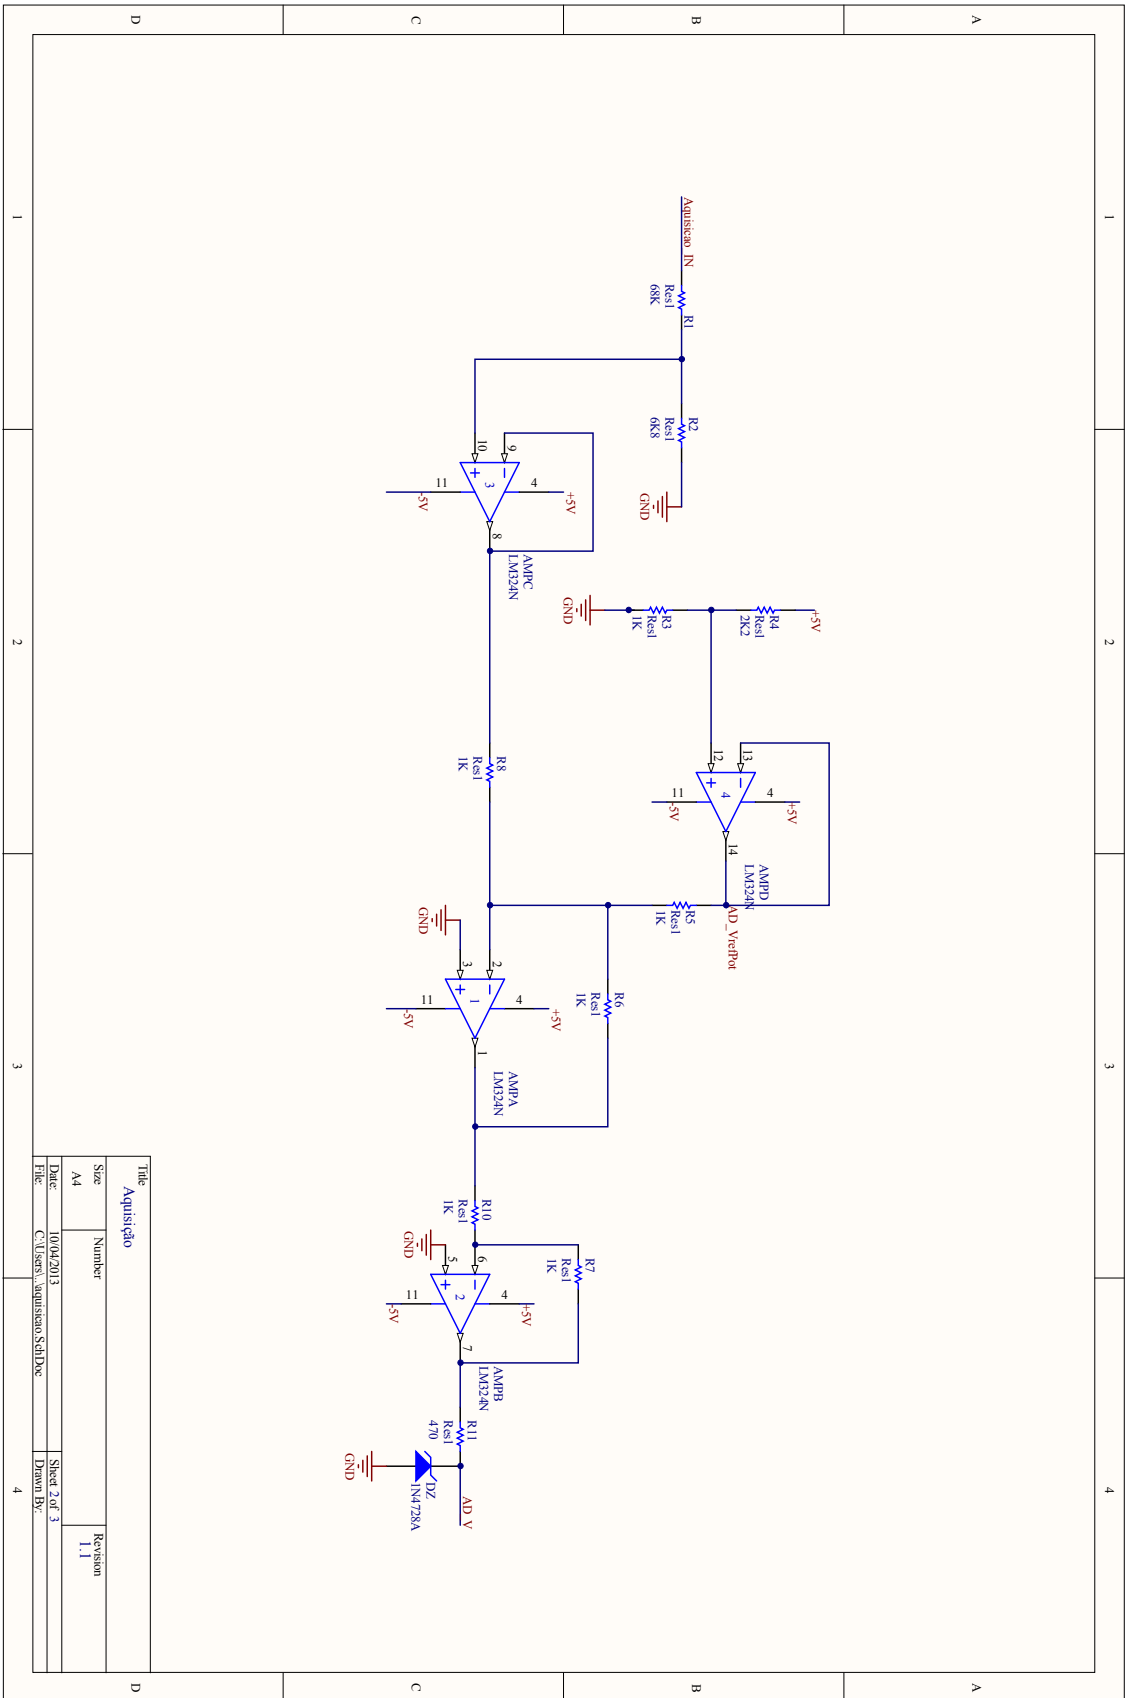 1
2
3
4
A
A
B
B
C
C
D
D
1
2
3
4
Aquisicao_IN
R1
Res1
68K
R2
Res1
6K8
GND
+5V
R4
Res1
2K2
R3
Res1
1K
GND
13
12
4
+5V
11
-5V
4
14
AMPD
LM324N
AD_VrefPot
R5
Res1
1K
9
10
3
4
+5V
11
-5V
8
AMPC
LM324N
R8
Res1
1K
R6
Res1
1K
2
3
1
GND
4
+5V
11
-5V
1
AMPA
LM324N
R10
Res1
1K
R7
Res1
1K
6
5
2
GND
4
+5V
11
-5V
7
AMPB
LM324N
R11
Res1
470
AD_V
DZ
1N4728A
GND
Title
Aquisição
Size
A4
Number
Revision
1.1
Date:
10/04/2013
Sheet 2 of 3
File:
C:\Users\..\aquisicao.SchDoc
Drawn By: